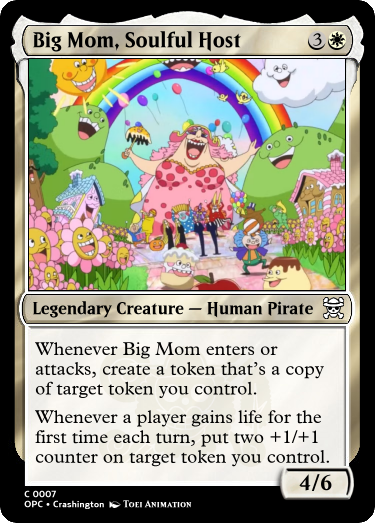 Big Mom, Soulful Host 3
Legendary Creature — Human Pirate
Whenever Big Mom enters or
attacks, create a token that's a copy
of target token you control.
Whenever a player gains life for the
first time each turn, put two +1/+1
counter on target token you control.
4/6
C 0007
OPC • Crashington Toei Animation